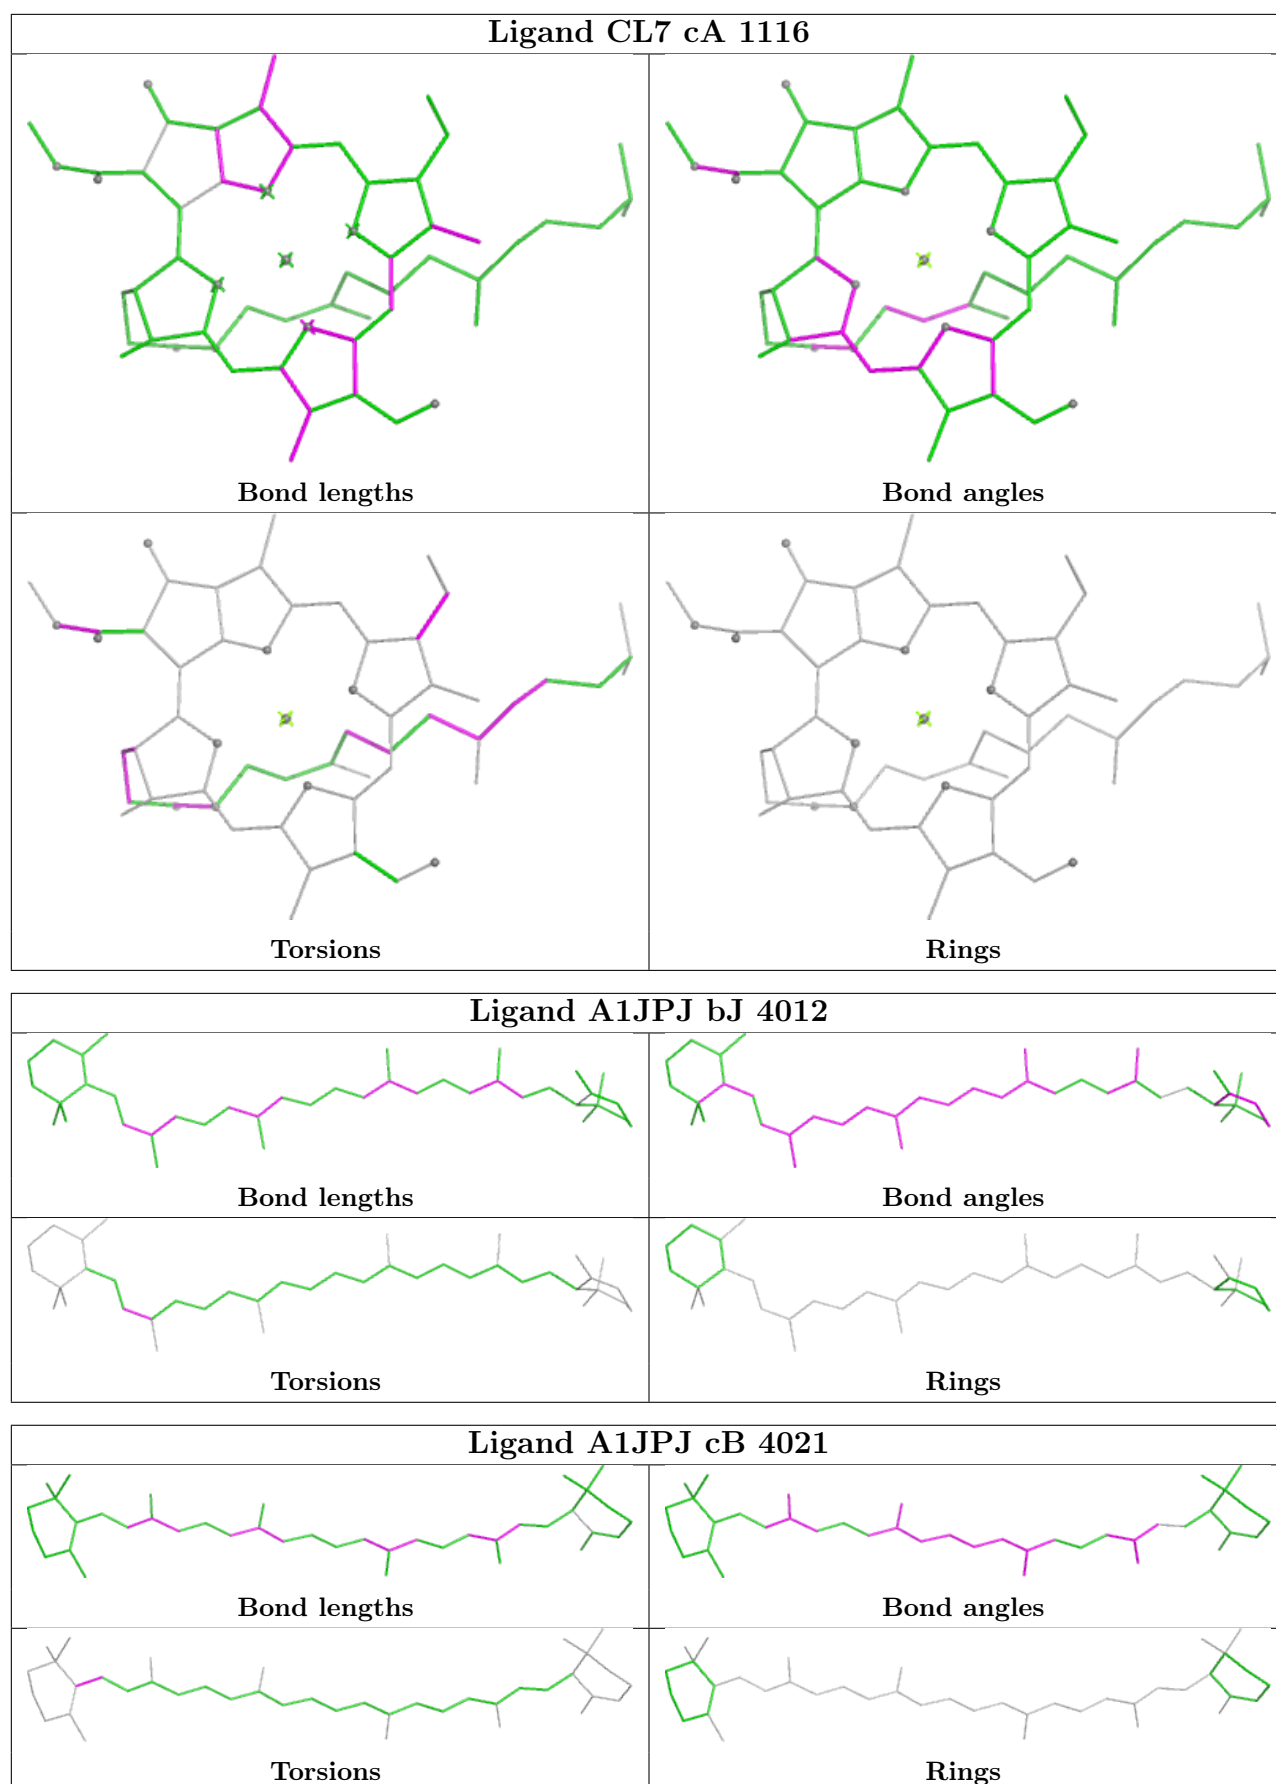 Ligand CL7 cA 1116
Bond lengths
Bond angles
Torsions
Rings
Ligand A1JPJ bJ 4012
Bond lengths
Bond angles
Torsions
Rings
Ligand A1JPJ cB 4021
Bond lengths
Bond angles
Torsions
Rings